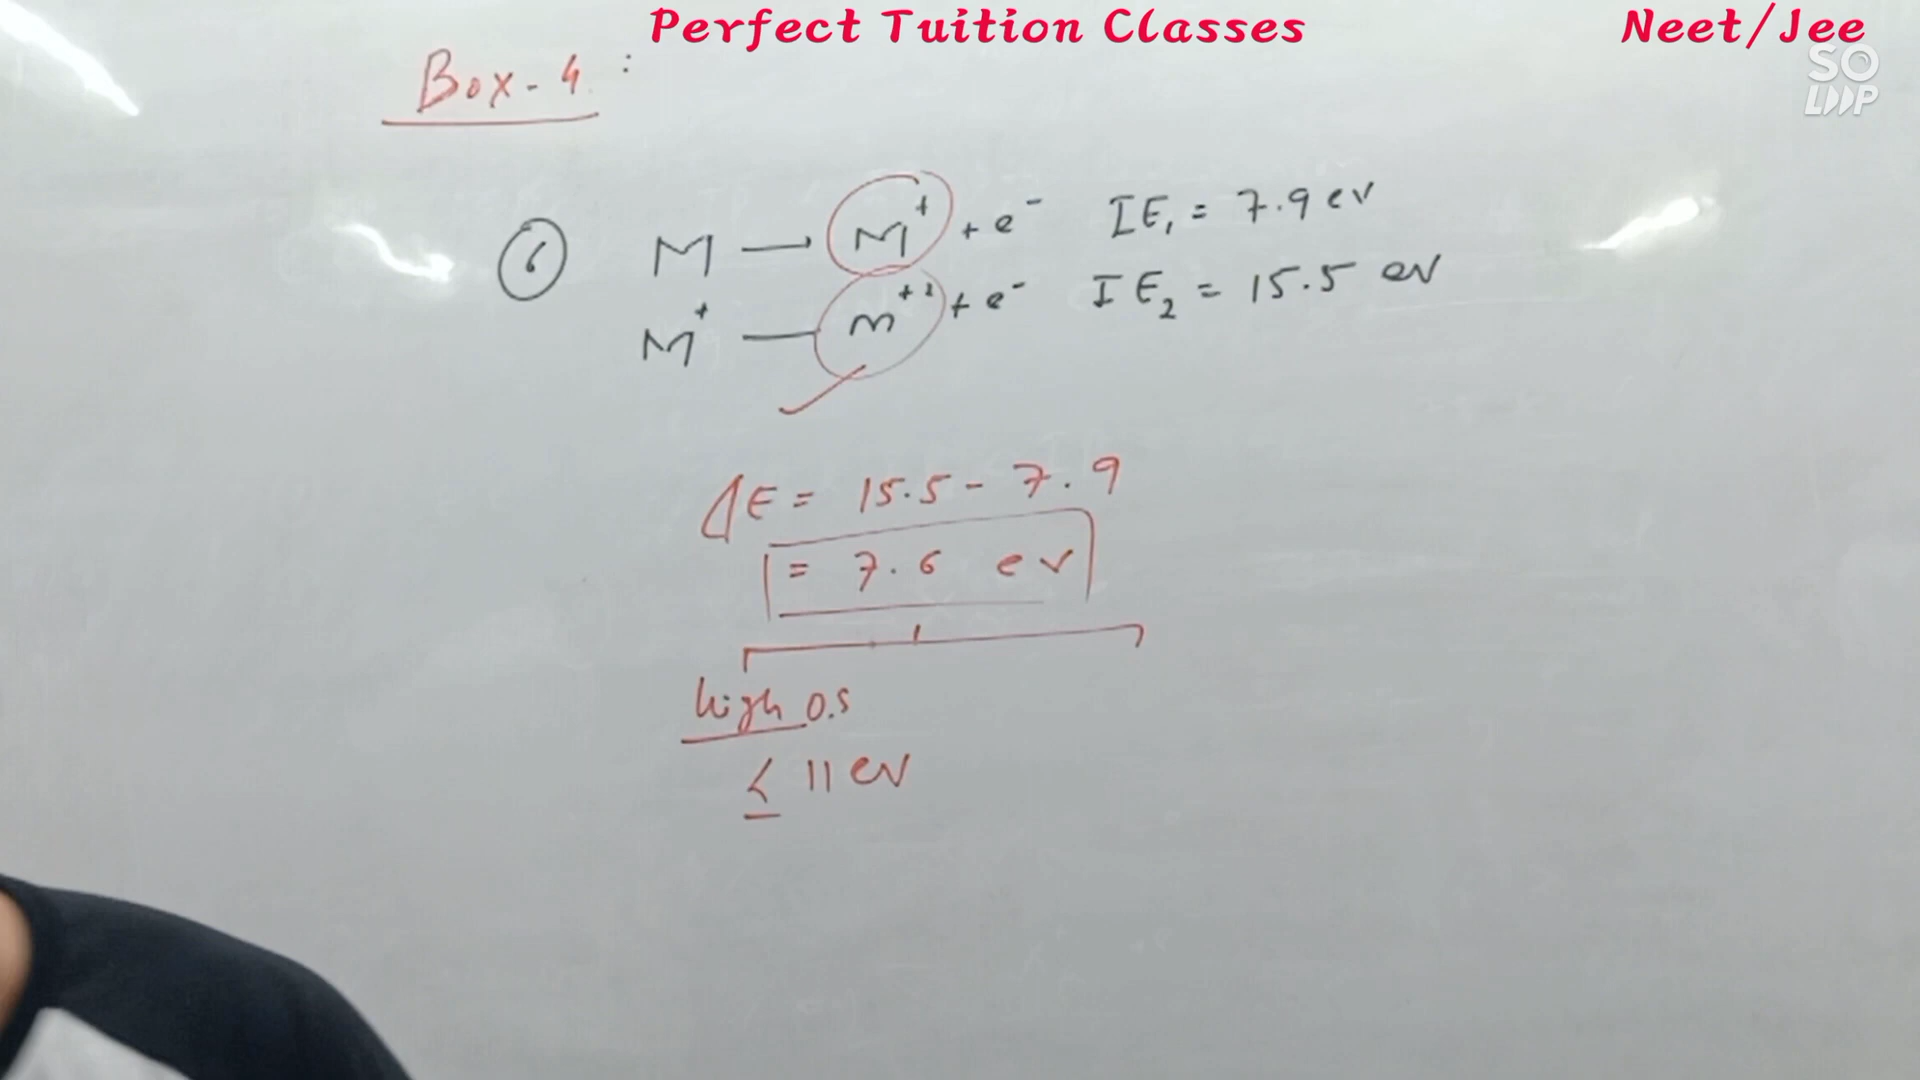 Perfect Tuition Classes Neet/Jee
SO
LOOP
Box-4 :
6 M → M⁺ + e⁻ IE₁ = 7.9 ev
M⁺ — m⁺² + e⁻ IE₂ = 15.5 ev
ΔE = 15.5 - 7.9
= 7.6 ev
high o.s
≤ 11 ev